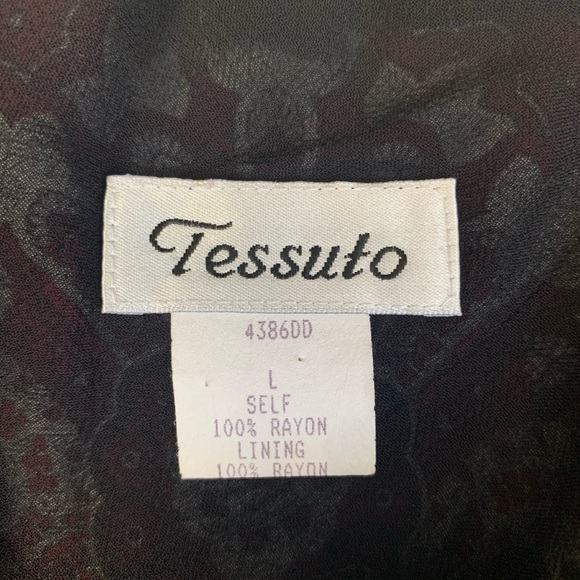 Tessuto
4386DD
L
SELF
100% RAYON
LINING
100% RAYON